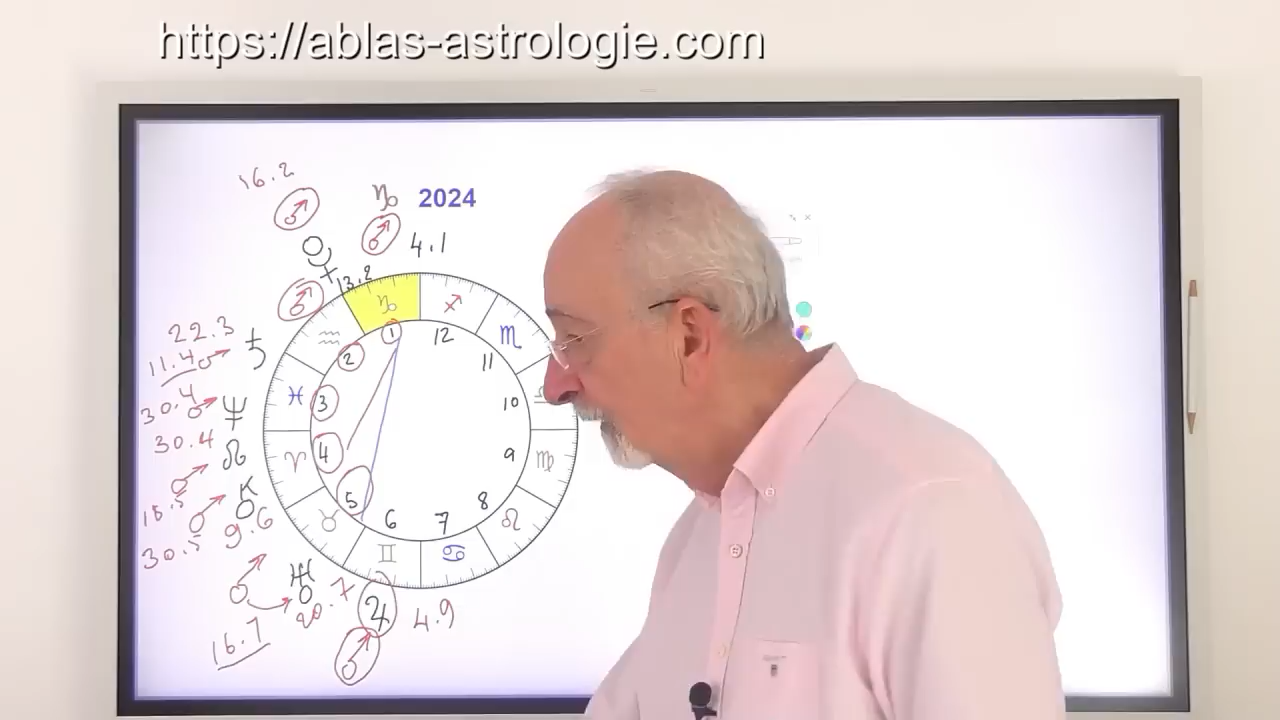 https://ablas-astrologie.com
16.2
♂ ♑ 2024
♂ 4.1
♀ 13.2
♂ ♑ ♐
22.3 ♄ ♒ 1 12 ♏
11.4 ♂ 2 11
30.4 ♂ ♆ ♓ 3 10 ♎
30.4 ☊ ♈ 4 9 ♍
♂
18.5 ♂ ⚷ 5 8
30.5 9.6 ♉ 6 7 ♌
♂ ♅ ♊ ♋
20.7 ♃ 4.9
16.7 ♂